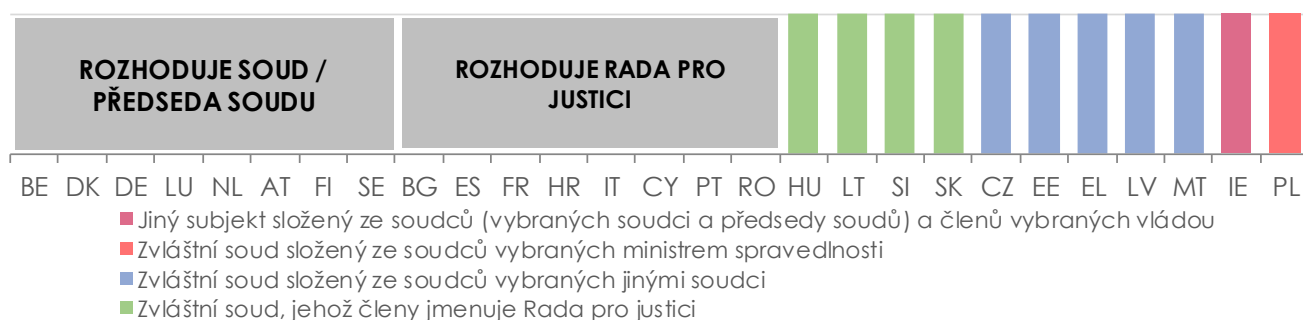 ROZHODUJE SOUD /
PŘEDSEDA SOUDU
ROZHODUJE RADA PRO
JUSTICI
BE DK DE LU NL AT FI SE BG ES FR HR IT CY PT RO HU LT SI SK CZ EE EL LV MT IE PL
Jiný subjekt složený ze soudců (vybraných soudci a předsedy soudů) a členů vybraných vládou
Zvláštní soud složený ze soudců vybraných ministrem spravedlnosti
Zvláštní soud složený ze soudců vybraných jinými soudci
Zvláštní soud, jehož členy jmenuje Rada pro justici